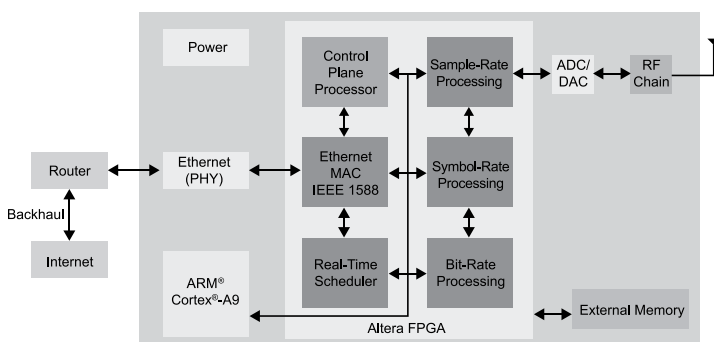 Power
Control
Plane
Processor
Sample-Rate
Processing
ADC/
DAC
RF
Chain
Router
Ethernet
(PHY)
Ethernet
MAC
IEEE 1588
Symbol-Rate
Processing
Backhaul
Internet
ARM®
Cortex®-A9
Real-Time
Scheduler
Bit-Rate
Processing
External Memory
Altera FPGA